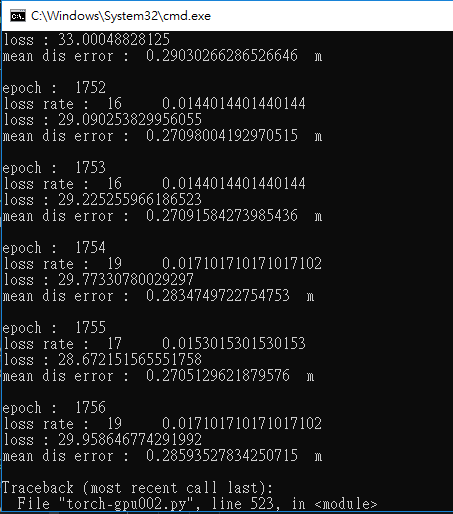 C:\Windows\System32\cmd.exe
loss : 33.00048828125
mean dis error :  0.29030266286526646  m
epoch :  1752
loss rate :  16     0.0144014401440144
loss : 29.090253829956055
mean dis error :  0.27098004192970515  m
epoch :  1753
loss rate :  16     0.0144014401440144
loss : 29.225255966186523
mean dis error :  0.27091584273985436  m
epoch :  1754
loss rate :  19     0.017101710171017102
loss : 29.77330780029297
mean dis error :  0.2834749722754753  m
epoch :  1755
loss rate :  17     0.0153015301530153
loss : 28.672151565551758
mean dis error :  0.2705129621879576  m
epoch :  1756
loss rate :  19     0.017101710171017102
loss : 29.958646774291992
mean dis error :  0.28593527834250715  m
Traceback (most recent call last):
  File "torch-gpu002.py", line 523, in <module>